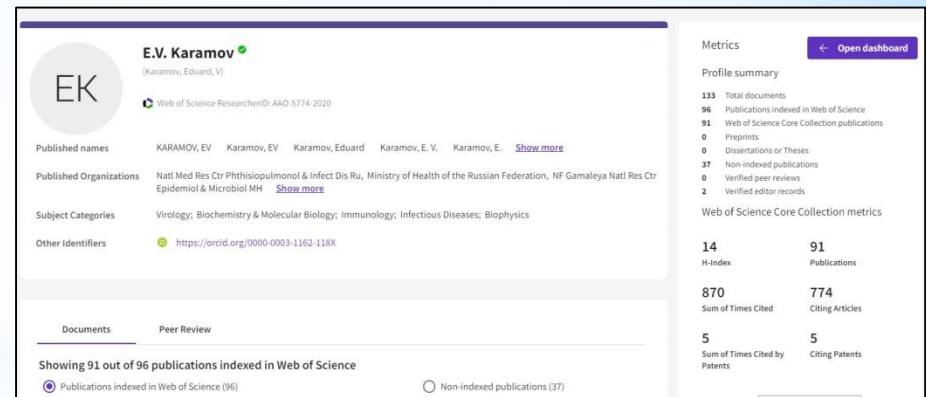 EK
E.V. Karamov
(Karamov, Eduard, V)
Web of Science ResearcherID: AAO-5774-2020
Published names KARAMOV, EV Karamov, EV Karamov, Eduard Karamov, E. V. Karamov, E. Show more
Published Organizations Natl Med Res Ctr Phthisiopulmonol & Infect Dis Ru, Ministry of Health of the Russian Federation, NF Gamaleya Natl Res Ctr
Epidemiol & Microbiol MH Show more
Subject Categories Virology; Biochemistry & Molecular Biology; Immunology; Infectious Diseases; Biophysics
Other Identifiers https://orcid.org/0000-0003-1162-118X
Documents Peer Review
Showing 91 out of 96 publications indexed in Web of Science
Publications indexed in Web of Science (96) Non-indexed publications (37)
Metrics Open dashboard
Profile summary
133 Total documents
96 Publications indexed in Web of Science
91 Web of Science Core Collection publications
0 Preprints
0 Dissertations or Theses
37 Non-indexed publications
0 Verified peer reviews
2 Verified editor records
Web of Science Core Collection metrics
14 91
H-Index Publications
870 774
Sum of Times Cited Citing Articles
5 5
Sum of Times Cited by Citing Patents
Patents